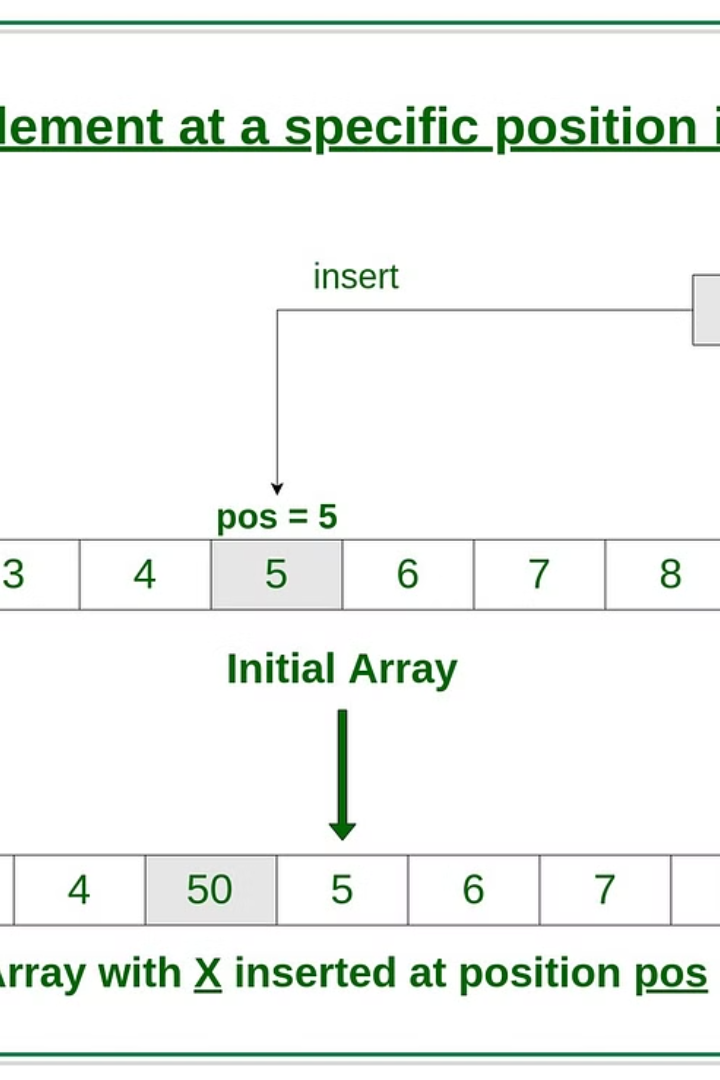 lement at a specific position i
insert
pos = 5
3 4 5 6 7 8
Initial Array
4 50 5 6 7
Array with X inserted at position pos